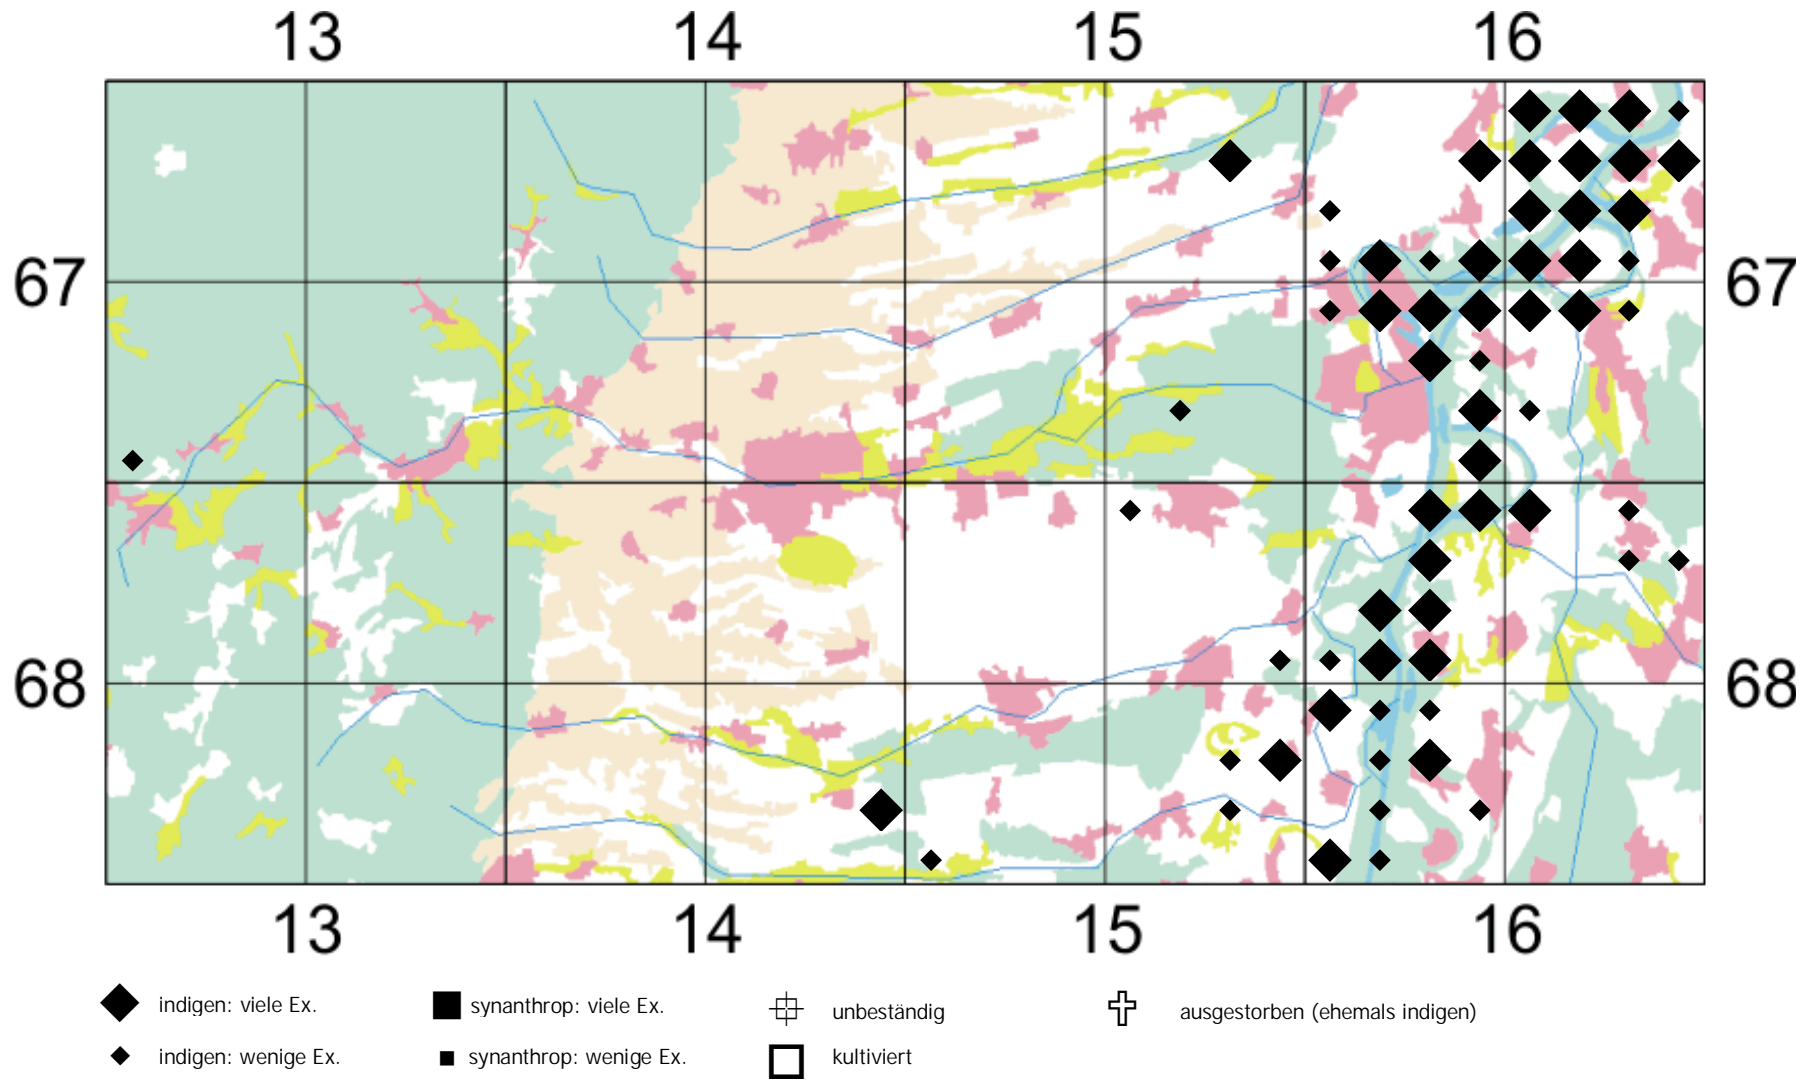 13 14 15 16
67 67
68 68
13 14 15 16
indigen: viele Ex. synanthrop: viele Ex. unbeständig ausgestorben (ehemals indigen)
indigen: wenige Ex. synanthrop: wenige Ex. kultiviert